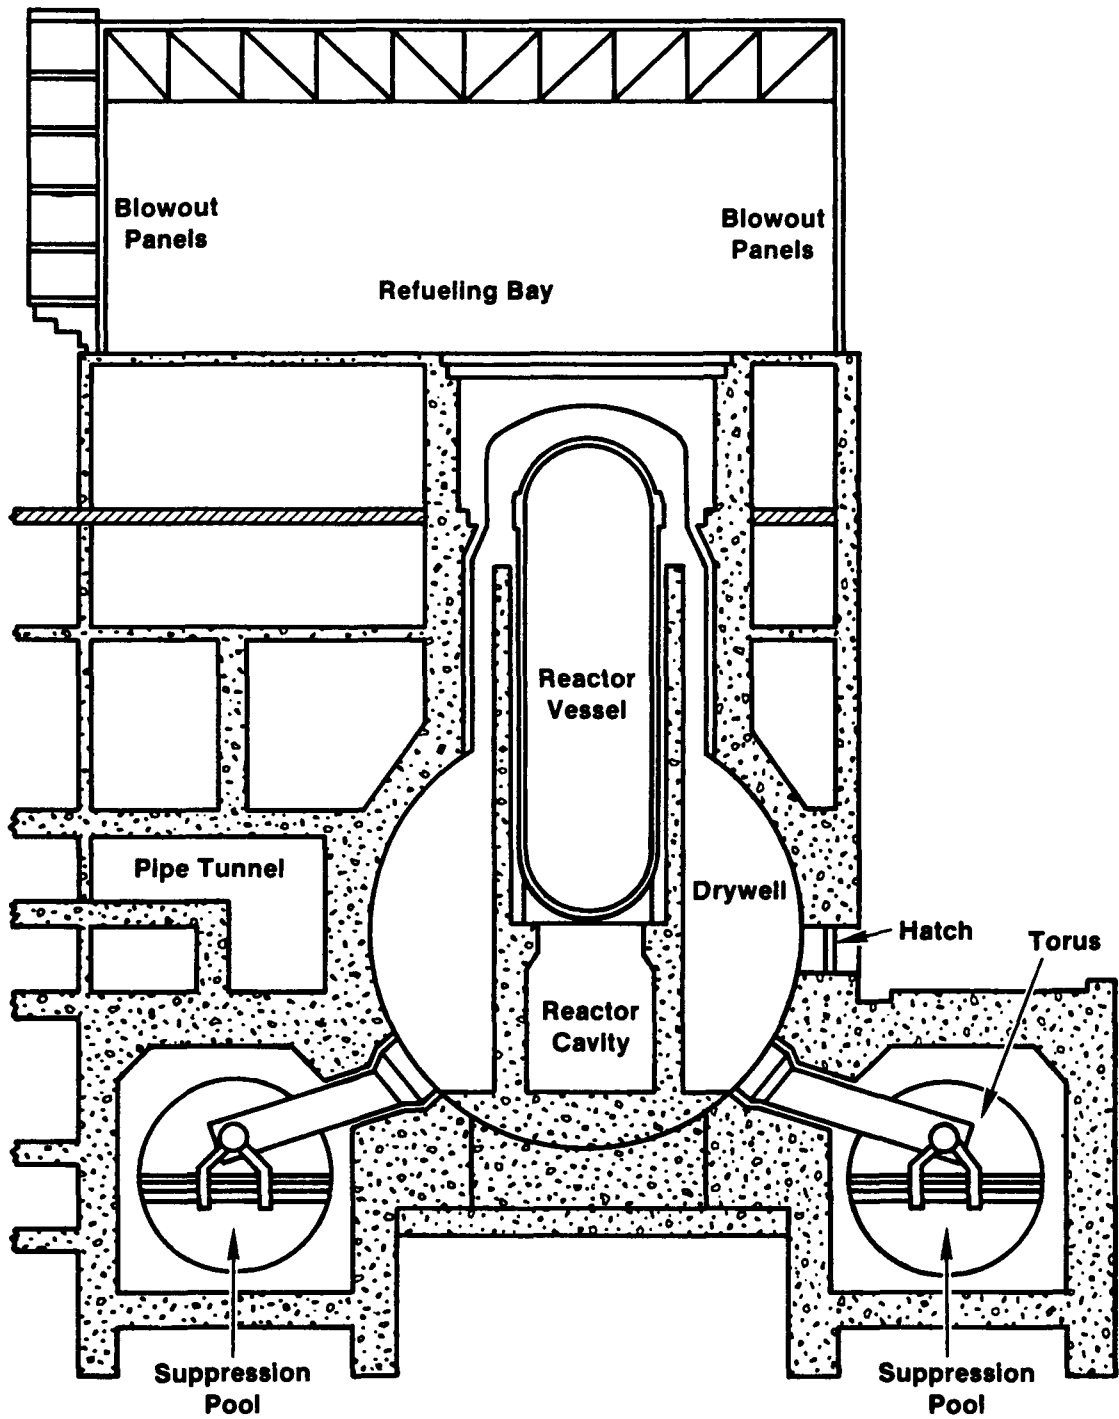 Blowout
Panels
Blowout
Panels
Refueling Bay
Reactor
Vessel
Pipe Tunnel
Drywell
Hatch
Torus
Reactor
Cavity
Suppression
Pool
Suppression
Pool